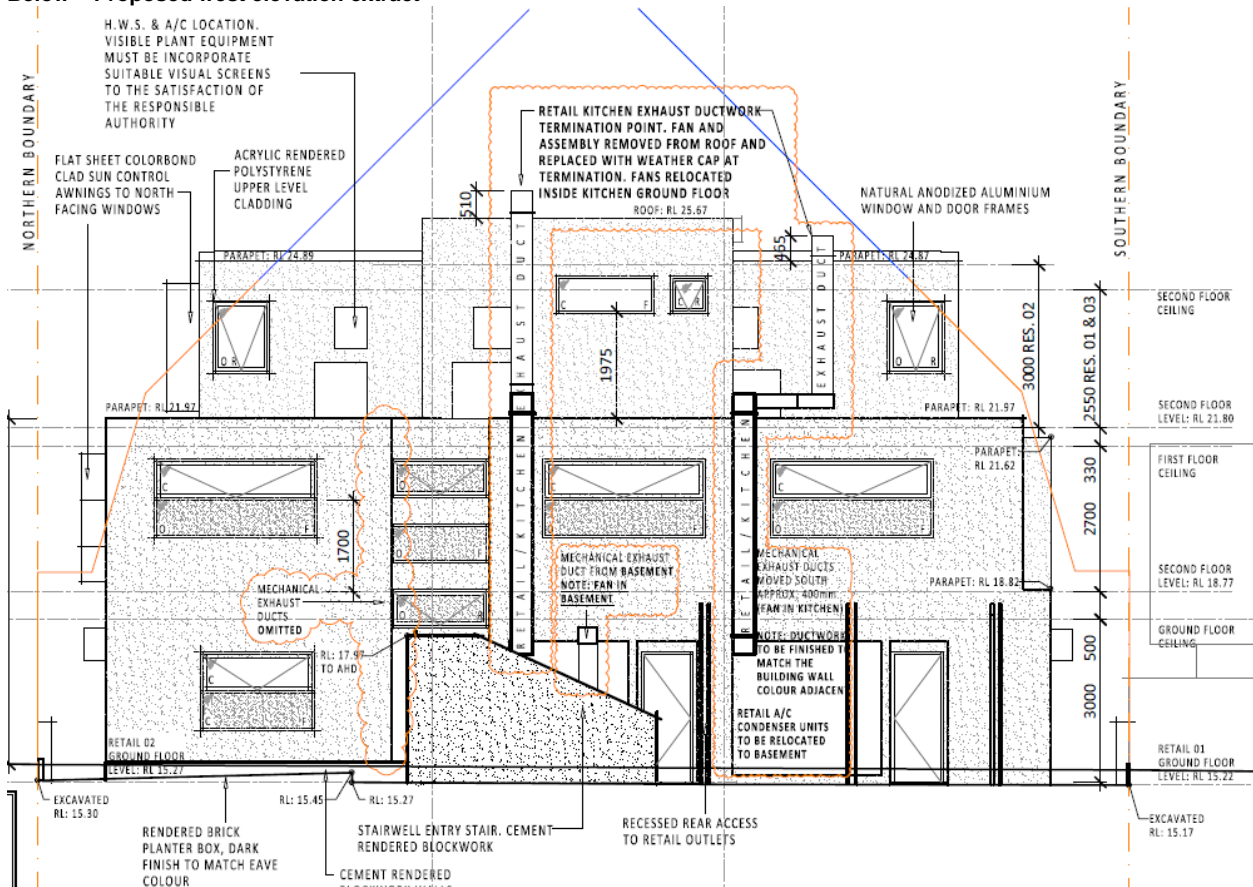 H.W.S. & A/C LOCATION.
VISIBLE PLANT EQUIPMENT
MUST BE INCORPORATE
SUITABLE VISUAL SCREENS
TO THE SATISFACTION OF
THE RESPONSIBLE
AUTHORITY
NORTHERN BOUNDARY
FLAT SHEET COLORBOND
CLAD SUN CONTROL
AWNINGS TO NORTH
FACING WINDOWS
ACRYLIC RENDERED
POLYSTYRENE
UPPER LEVEL
CLADDING
RETAIL KITCHEN EXHAUST DUCTWORK
TERMINATION POINT. FAN AND
ASSEMBLY REMOVED FROM ROOF AND
REPLACED WITH WEATHER CAP AT
TERMINATION. FANS RELOCATED
INSIDE KITCHEN GROUND FLOOR
ROOF: RL 25.67
510
465
NATURAL ANODIZED ALUMINIUM
WINDOW AND DOOR FRAMES
SOUTHERN BOUNDARY
PARAPET: RL 24.89
PARAPET: RL 24.87
C F
C R
O R
O R
EXHAUST DUCT
EXHAUST DUCT
1975
3000 RES. 02
2550 RES. 01 & 03
SECOND FLOOR
CEILING
PARAPET: RL 21.97
PARAPET: RL 21.97
SECOND FLOOR
LEVEL: RL 21.80
PARAPET:
RL 21.62
FIRST FLOOR
CEILING
330
2700
C
O F
C
O F
C
O F
C
O F
O F
O R
1700
RETAIL/KITCHEN
RETAIL/KITCHEN
MECHANICAL
EXHAUST
DUCTS
OMITTED
MECHANICAL EXHAUST
DUCT FROM BASEMENT
NOTE: FAN IN
BASEMENT
MECHANICAL
EXHAUST DUCTS
MOVED SOUTH
APPROX. 400mm
(FAN IN KITCHEN)
NOTE: DUCTWORK
TO BE FINISHED TO
MATCH THE
BUILDING WALL
COLOUR ADJACEN
RETAIL A/C
CONDENSER UNITS
TO BE RELOCATED
TO BASEMENT
PARAPET: RL 18.82
SECOND FLOOR
LEVEL: RL 18.77
GROUND FLOOR
CEILING
500
3000
RL: 17.97
TO AHD
C
C F
RETAIL 02
GROUND FLOOR
LEVEL: RL 15.27
RETAIL 01
GROUND FLOOR
LEVEL: RL 15.22
EXCAVATED
RL: 15.30
RL: 15.45
RL: 15.27
EXCAVATED
RL: 15.17
RENDERED BRICK
PLANTER BOX, DARK
FINISH TO MATCH EAVE
COLOUR
STAIRWELL ENTRY STAIR. CEMENT
RENDERED BLOCKWORK
RECESSED REAR ACCESS
TO RETAIL OUTLETS
CEMENT RENDERED